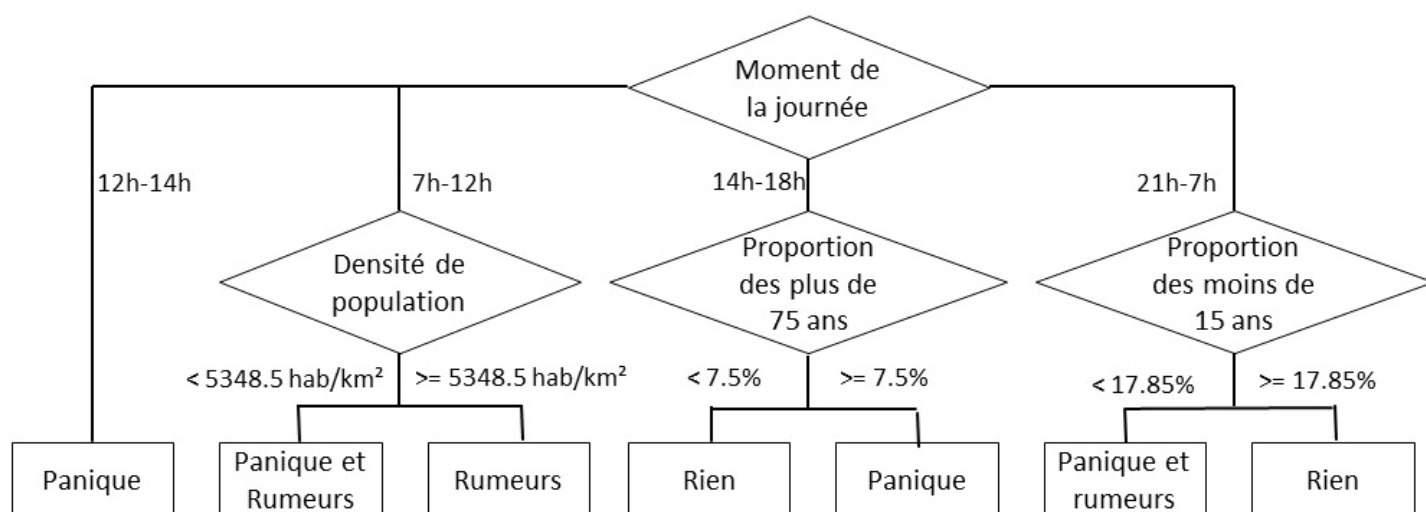 Moment de
la journée
12h-14h
7h-12h
14h-18h
21h-7h
Densité de
population
Proportion
des plus de
75 ans
Proportion
des moins de
15 ans
< 5348.5 hab/km²
>= 5348.5 hab/km²
< 7.5%
>= 7.5%
< 17.85%
>= 17.85%
Panique
Panique et
Rumeurs
Rumeurs
Rien
Panique
Panique et
rumeurs
Rien